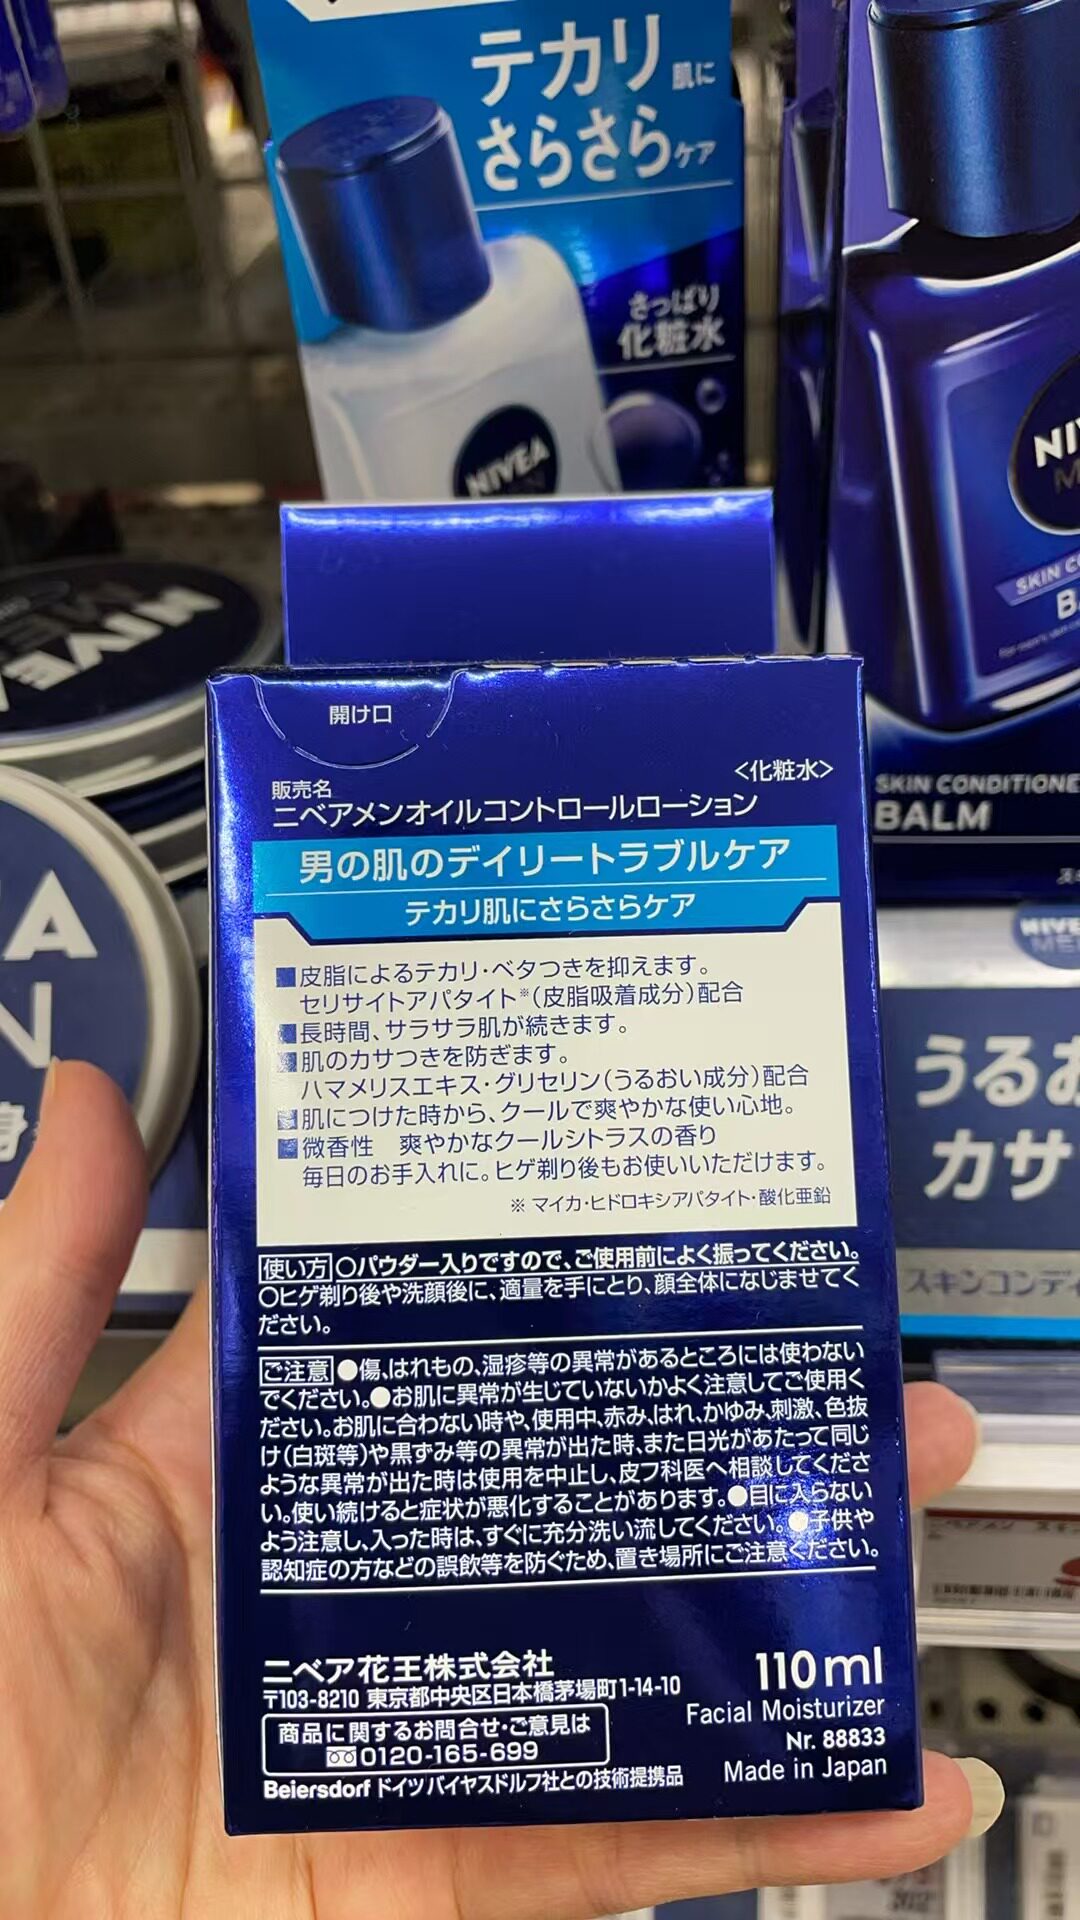 テカリ肌に
さらさらケア
さっぱり
化粧水
NIVEA
SKIN CONDITIONE
BALM
NIVEA
うるお
カサ
開け口
<化粧水>
販売名
ニベアメンオイルコントロールローション
男の肌のデイリートラブルケア
テカリ肌にさらさらケア
■皮脂によるテカリ・ベタつきを抑えます。
セリサイトアパタイト※(皮脂吸着成分)配合
■長時間、サラサラ肌が続きます。
■肌のカサつきを防ぎます。
ハマメリスエキス・グリセリン(うるおい成分)配合
■肌につけた時から、クールで爽やかな使い心地。
■微香性 爽やかなクールシトラスの香り
毎日のお手入れに。ヒゲ剃り後もお使いいただけます。
※ マイカ・ヒドロキシアパタイト・酸化亜鉛
使い方 ○パウダー入りですので、ご使用前によく振ってください。
○ヒゲ剃り後や洗顔後に、適量を手にとり、顔全体になじませてく
ださい。
ご注意 ●傷、はれもの、湿疹等の異常があるところには使わない
でください。●お肌に異常が生じていないかよく注意してご使用く
ださい。お肌に合わない時や、使用中、赤み、はれ、かゆみ、刺激、色抜
け(白斑等)や黒ずみ等の異常が出た時、また日光があたって同じ
ような異常が出た時は使用を中止し、皮フ科医へ相談してくださ
い。使い続けると症状が悪化することがあります。●目に入らない
よう注意し、入った時は、すぐに充分洗い流してください。●子供や
認知症の方などの誤飲等を防ぐため、置き場所にご注意ください。
ニベア花王株式会社
〒103-8210 東京都中央区日本橋茅場町1-14-10
商品に関するお問合せ・ご意見は
0120-165-699
Beiersdorf ドイツバイヤスドルフ社との技術提携品
110ml
Facial Moisturizer
Nr. 88833
Made in Japan